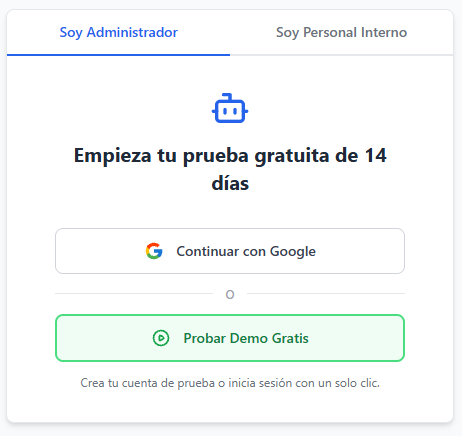 Soy Administrador
Soy Personal Interno
Empieza tu prueba gratuita de 14
días
Continuar con Google
O
Probar Demo Gratis
Crea tu cuenta de prueba o inicia sesión con un solo clic.